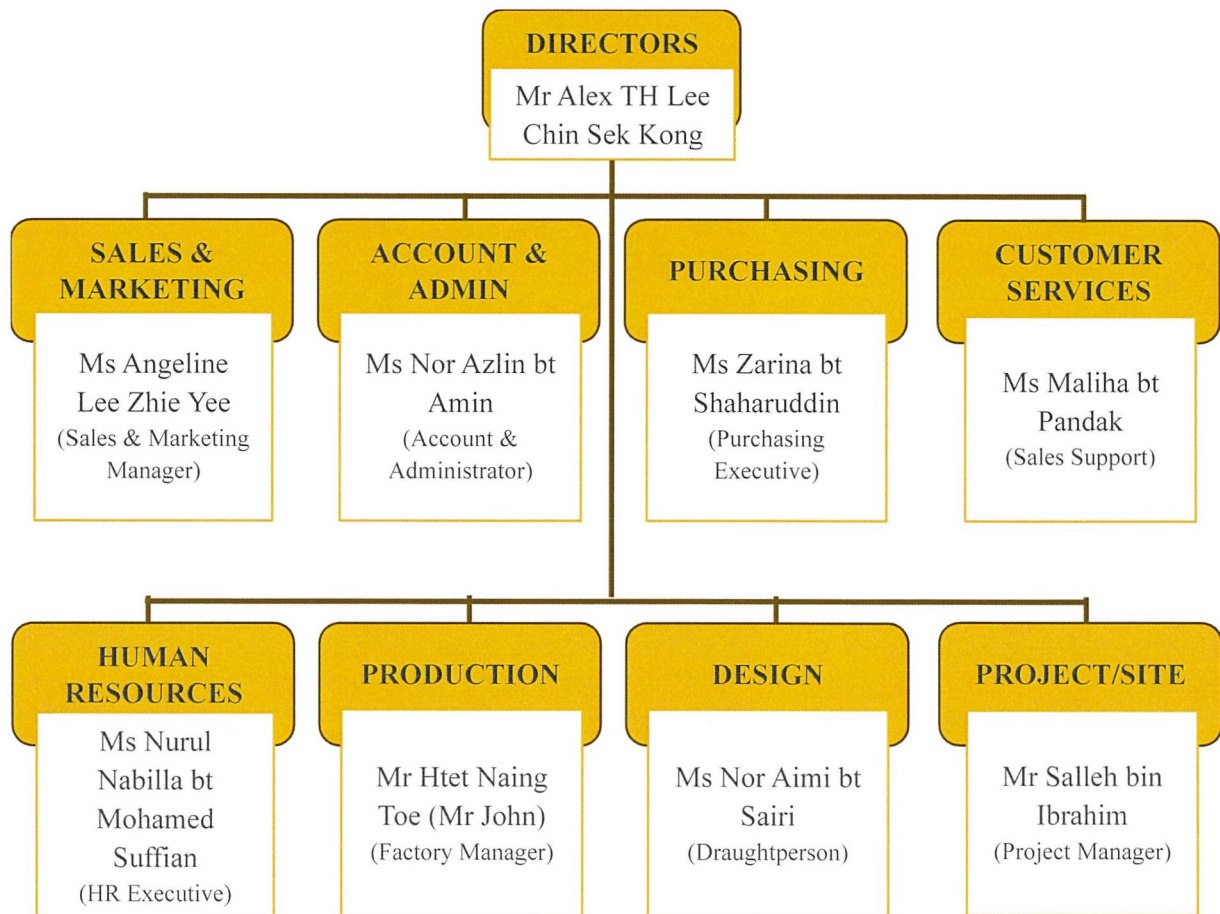 DIRECTORS
Mr Alex TH Lee
Chin Sek Kong
SALES &
MARKETING
Ms Angeline
Lee Zhie Yee
(Sales & Marketing
Manager)
ACCOUNT &
ADMIN
Ms Nor Azlin bt
Amin
(Account &
Administrator)
PURCHASING
Ms Zarina bt
Shaharuddin
(Purchasing
Executive)
CUSTOMER
SERVICES
Ms Maliha bt
Pandak
(Sales Support)
HUMAN
RESOURCES
Ms Nurul
Nabilla bt
Mohamed
Suffian
(HR Executive)
PRODUCTION
Mr Htet Naing
Toe (Mr John)
(Factory Manager)
DESIGN
Ms Nor Aimi bt
Sairi
(Draughtperson)
PROJECT/SITE
Mr Salleh bin
Ibrahim
(Project Manager)